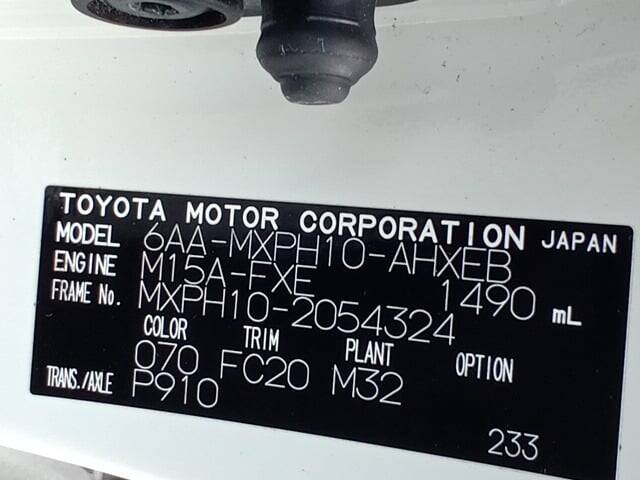 TOYOTA MOTOR CORPORATION JAPAN
MODEL 6AA-MXPH10-AHXEB
ENGINE M15A-FXE 1490 mL
FRAME No. MXPH10-2054324
COLOR TRIM PLANT OPTION
070 FC20 M32
TRANS./AXLE P910
233